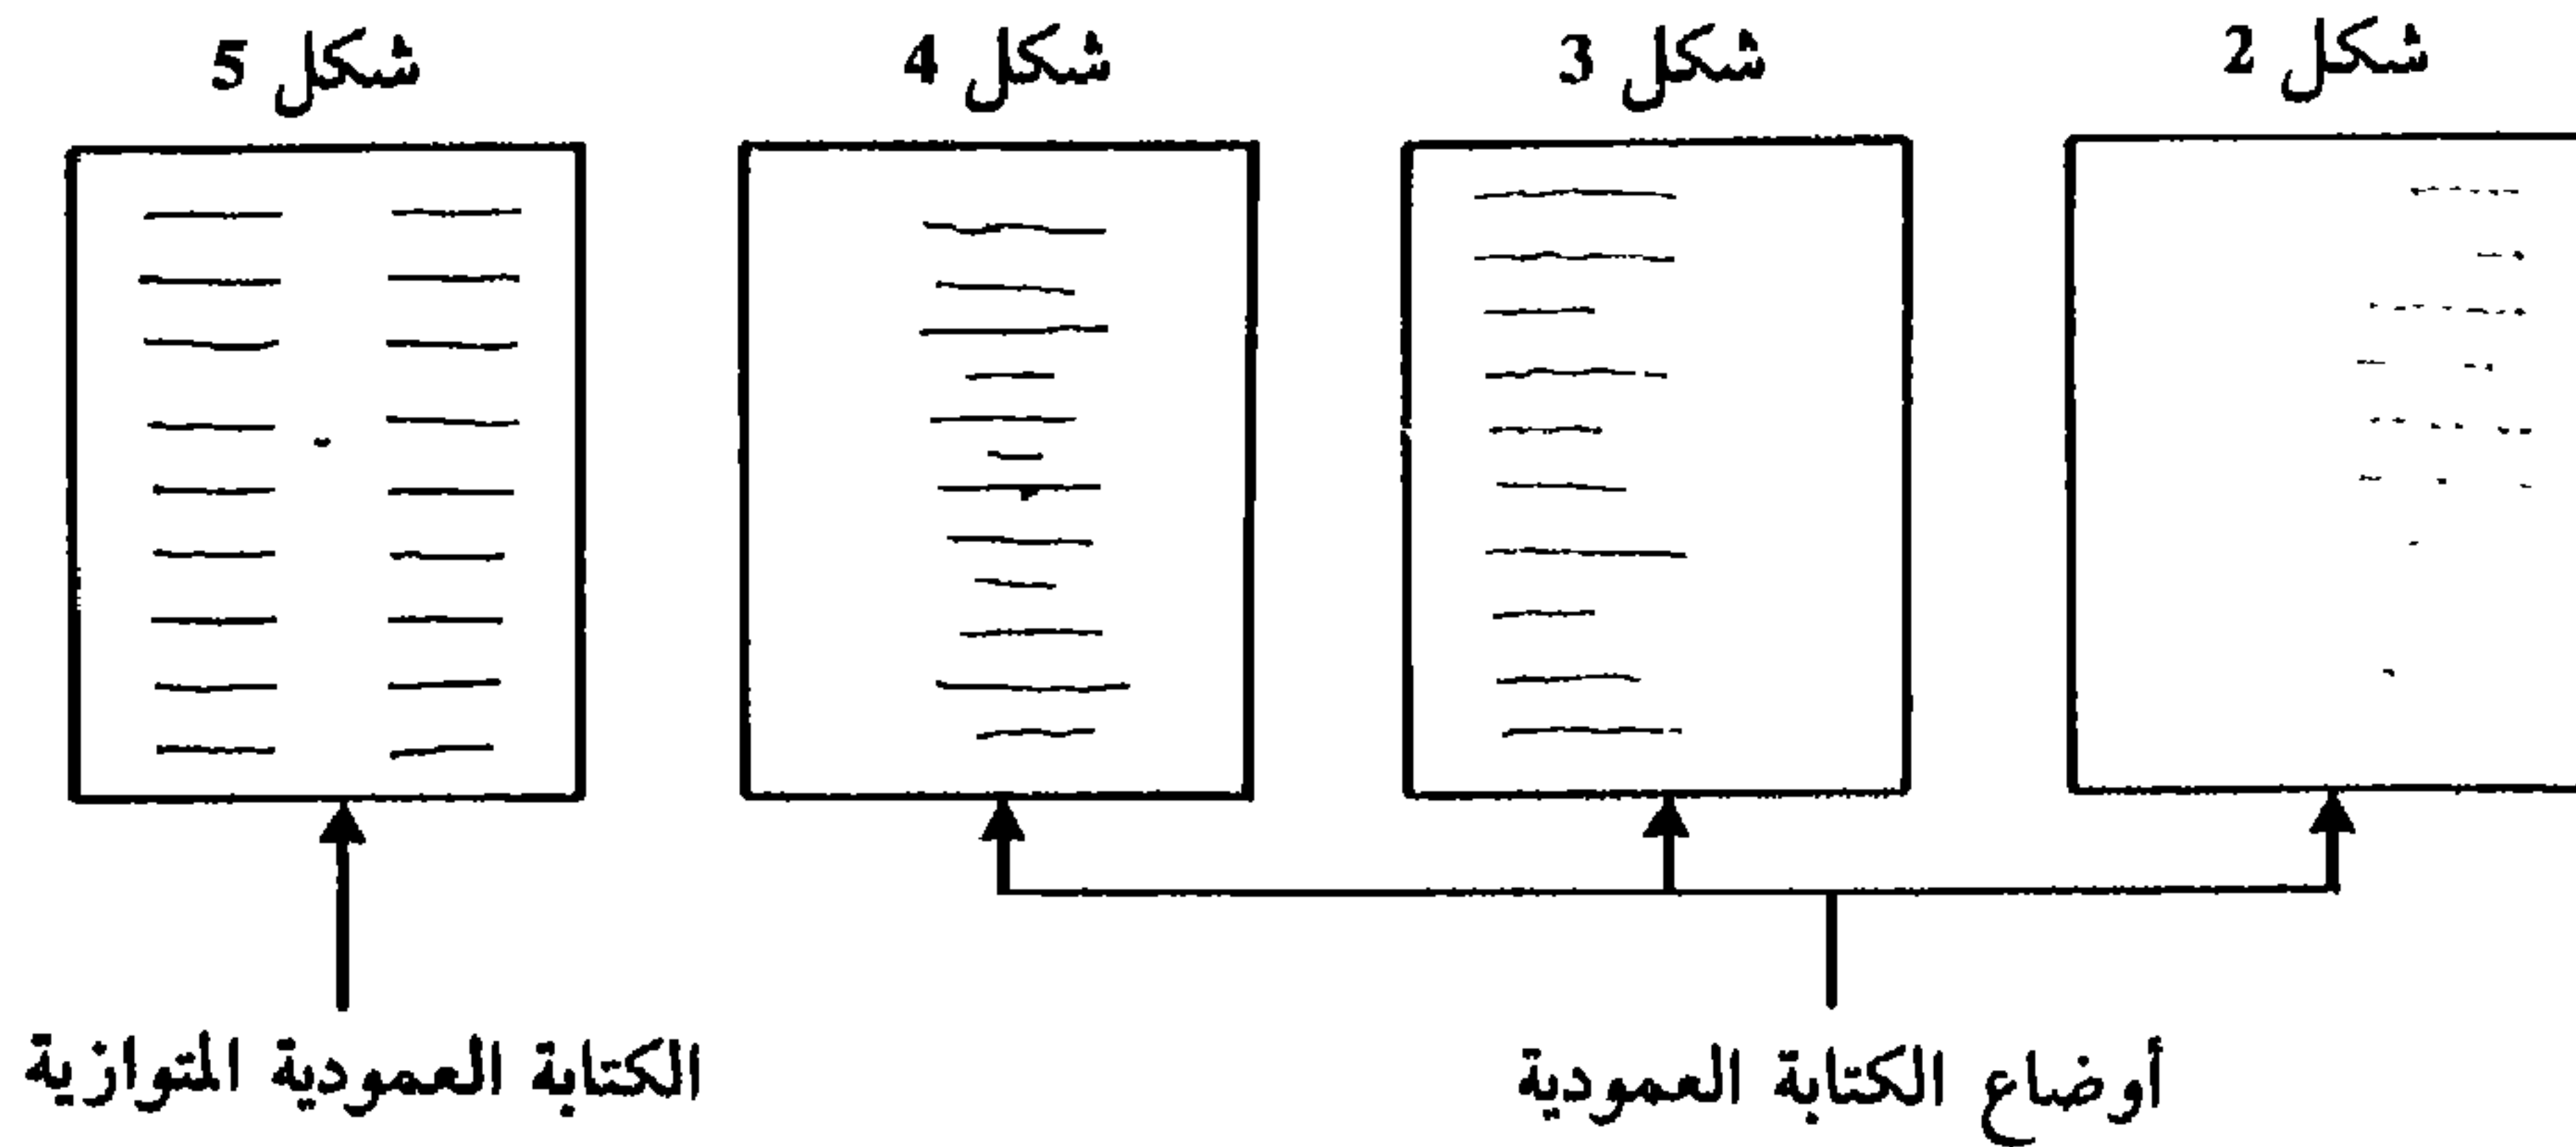 شكل 2
شكل 3
شكل 4
شكل 5
أوضاع الكتابة العمودية
الكتابة العمودية المتوازية